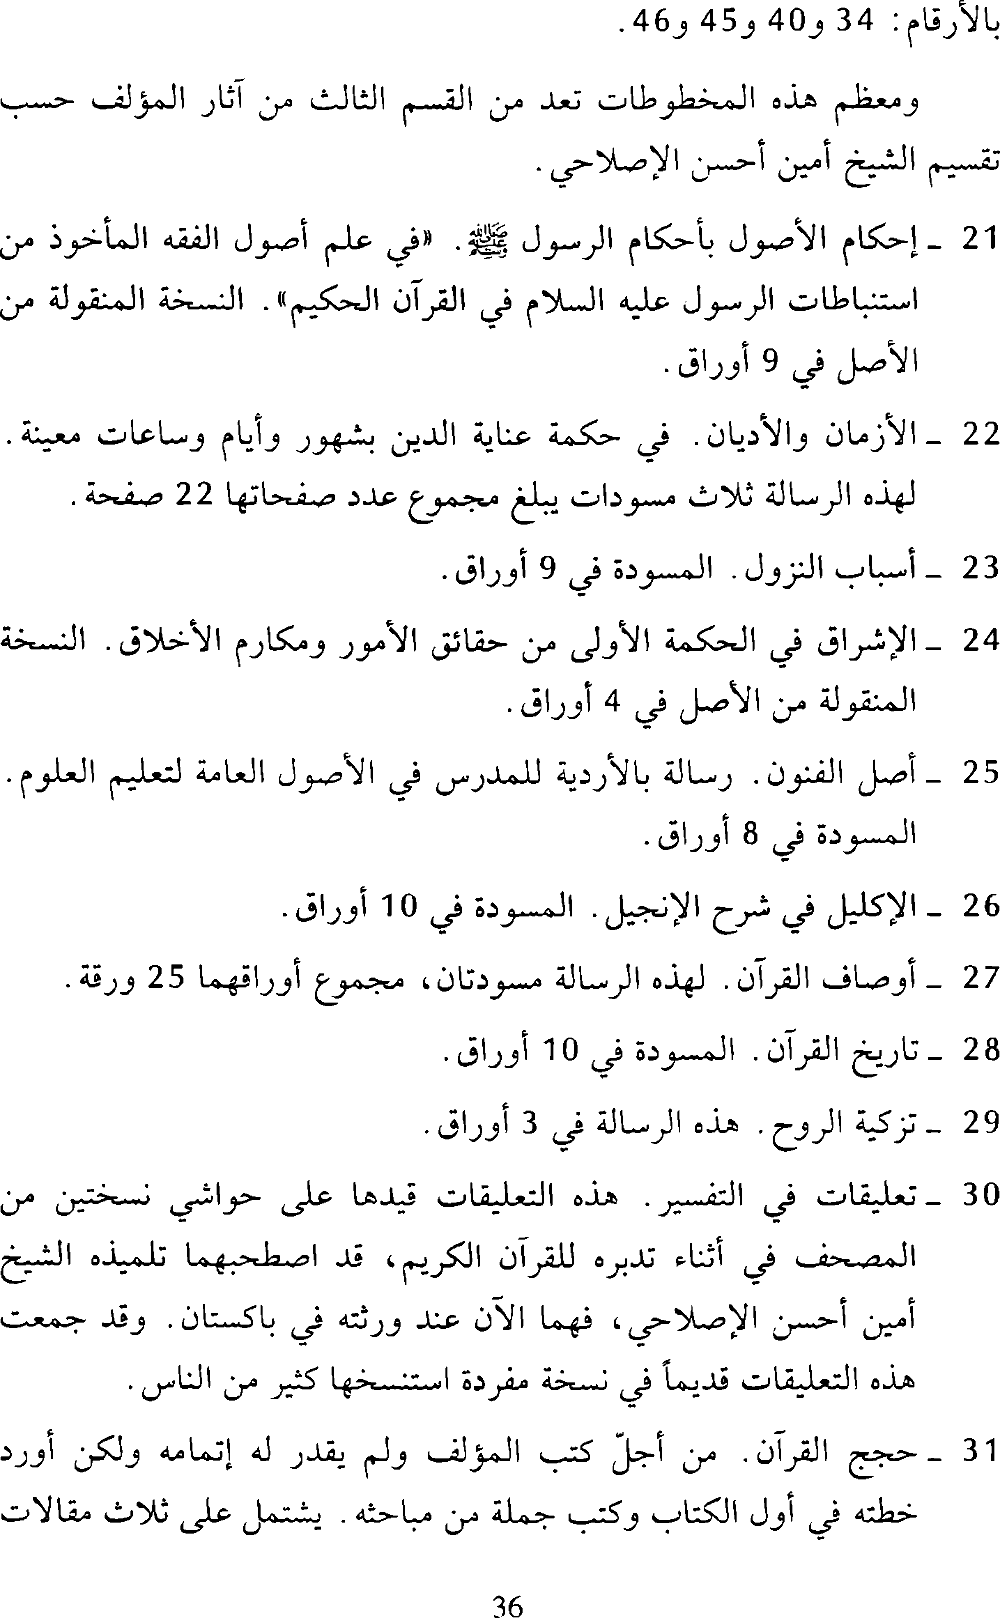 بالأرقام: 34 و40 و45 و46.
ومعظم هذه المخطوطات تعد من القسم الثالث من آثار المؤلف حسب
تقسيم الشيخ أمين أحسن الإصلاحي.
21 ـ إحكام الأصول بأحكام الرسول ﷺ. «في علم أصول الفقه المأخوذ من
استنباطات الرسول عليه السلام في القرآن الحكيم». النسخة المنقولة من
الأصل في 9 أوراق.
22 ـ الأزمان والأديان. في حكمة عناية الدين بشهور وأيام وساعات معينة.
لهذه الرسالة ثلاث مسودات يبلغ مجموع عدد صفحاتها 22 صفحة.
23 ـ أسباب النزول. المسودة في 9 أوراق.
24 ـ الإشراق في الحكمة الأولى من حقائق الأمور ومكارم الأخلاق. النسخة
المنقولة من الأصل في 4 أوراق.
25 ـ أصل الفنون. رسالة بالأردية للمدرس في الأصول العامة لتعليم العلوم.
المسودة في 8 أوراق.
26 ـ الإكليل في شرح الإنجيل. المسودة في 10 أوراق.
27 ـ أوصاف القرآن. لهذه الرسالة مسودتان، مجموع أوراقهما 25 ورقة.
28 ـ تاريخ القرآن. المسودة في 10 أوراق.
29 ـ تزكية الروح. هذه الرسالة في 3 أوراق.
30 ـ تعليقات في التفسير. هذه التعليقات قيدها على حواشي نسختين من
المصحف في أثناء تدبره للقرآن الكريم، قد اصطحبهما تلميذه الشيخ
أمين أحسن الإصلاحي، فهما الآن عند ورثته في باكستان. وقد جمعت
هذه التعليقات قديماً في نسخة مفردة استنسخها كثير من الناس.
31 ـ حجج القرآن. من أجلّ كتب المؤلف ولم يقدر له إتمامه ولكن أورد
خطته في أول الكتاب وكتب جملة من مباحثه. يشتمل على ثلاث مقالات
36